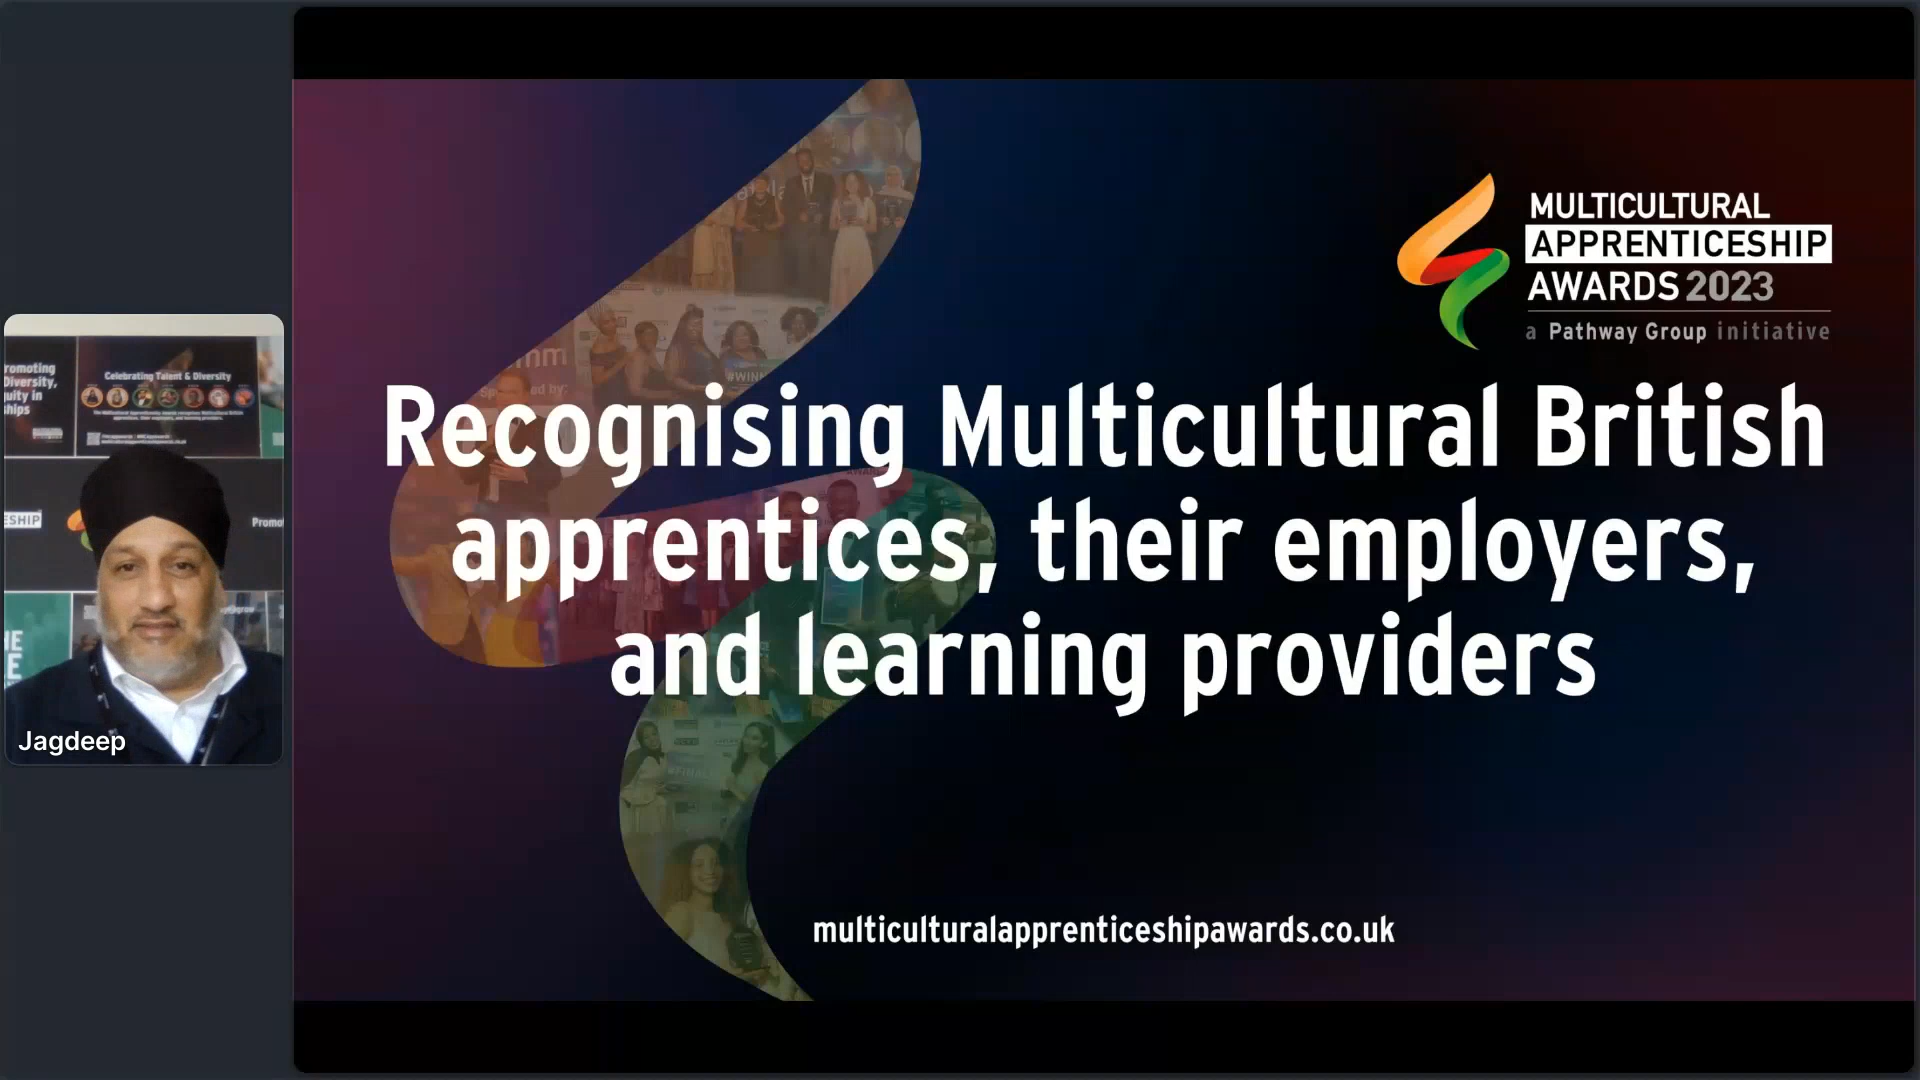 MULTICULTURAL
APPRENTICESHIP
AWARDS 2023
a Pathway Group initiative
Recognising Multicultural British
apprentices, their employers,
and learning providers
multiculturalapprenticeshipawards.co.uk
Celebrating Talent & Diversity
Jagdeep